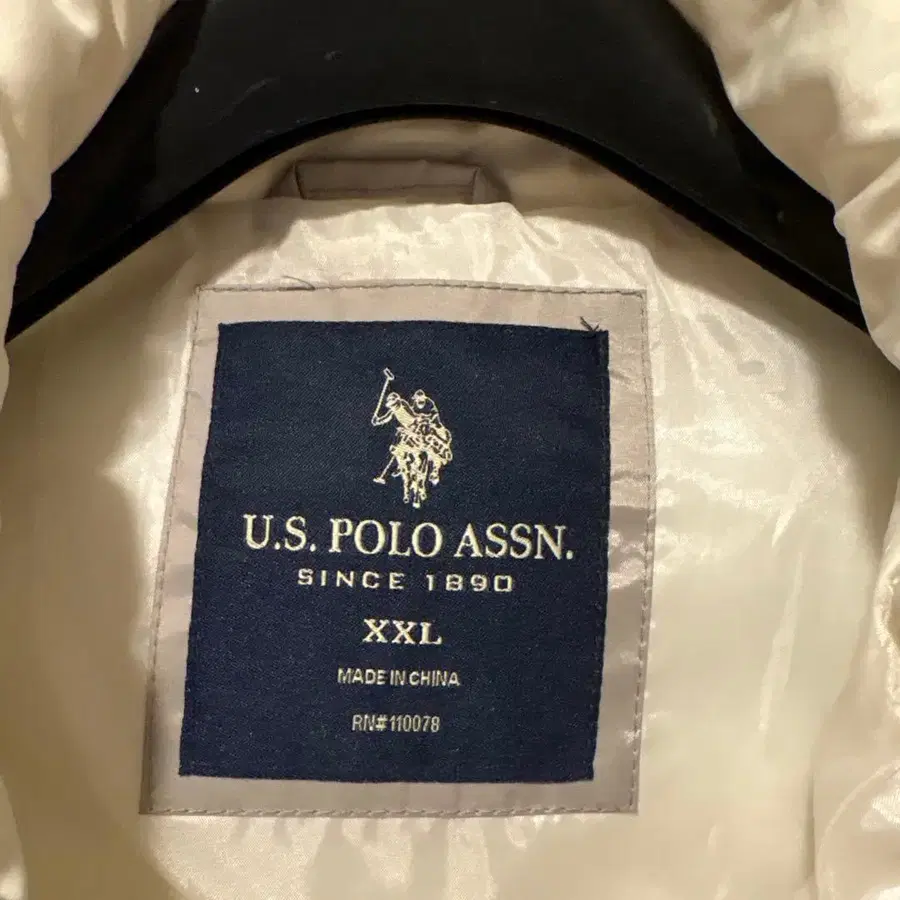 U.S. POLO ASSN.
SINCE 1890
XXL
MADE IN CHINA
RN#110078